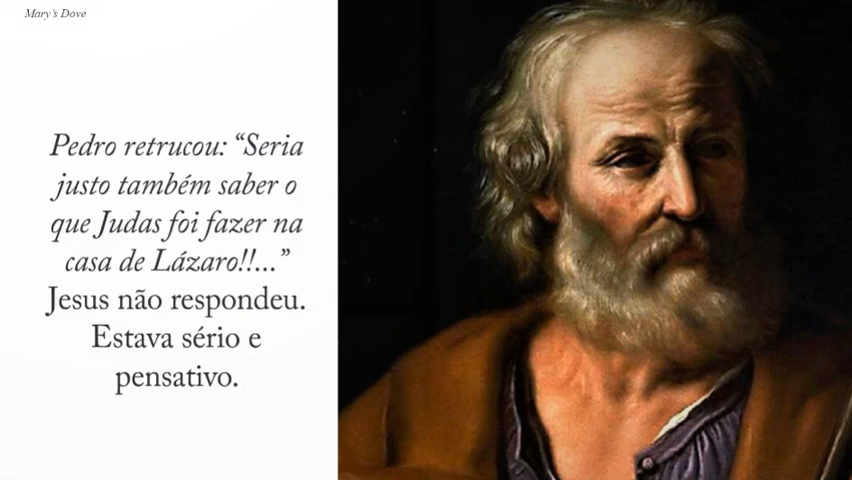 Mary's Dove
Pedro retrucou: “Seria
justo também saber o
que Judas foi fazer na
casa de Lázaro!!...”
Jesus não respondeu.
Estava sério e
pensativo.